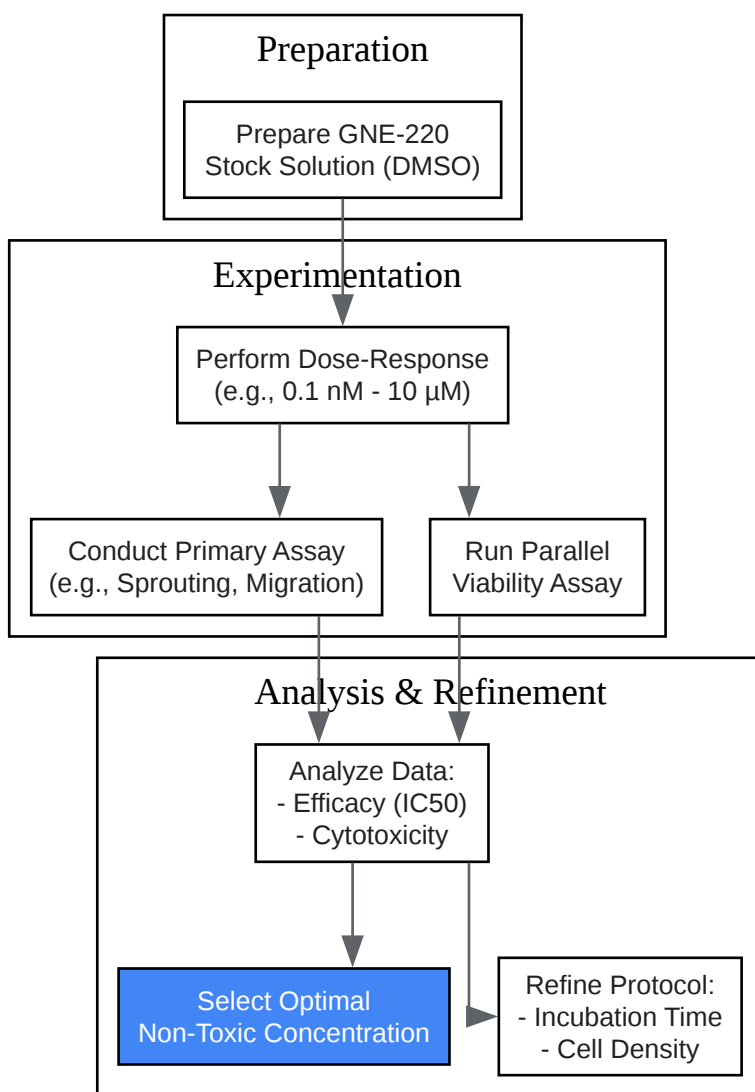 Preparation
Prepare GNE-220
Stock Solution (DMSO)
Experimentation
Perform Dose-Response
(e.g., 0.1 nM - 10 µM)
Conduct Primary Assay
(e.g., Sprouting, Migration)
Run Parallel
Viability Assay
Analysis & Refinement
Analyze Data:
- Efficacy (IC50)
- Cytotoxicity
Select Optimal
Non-Toxic Concentration
Refine Protocol:
- Incubation Time
- Cell Density